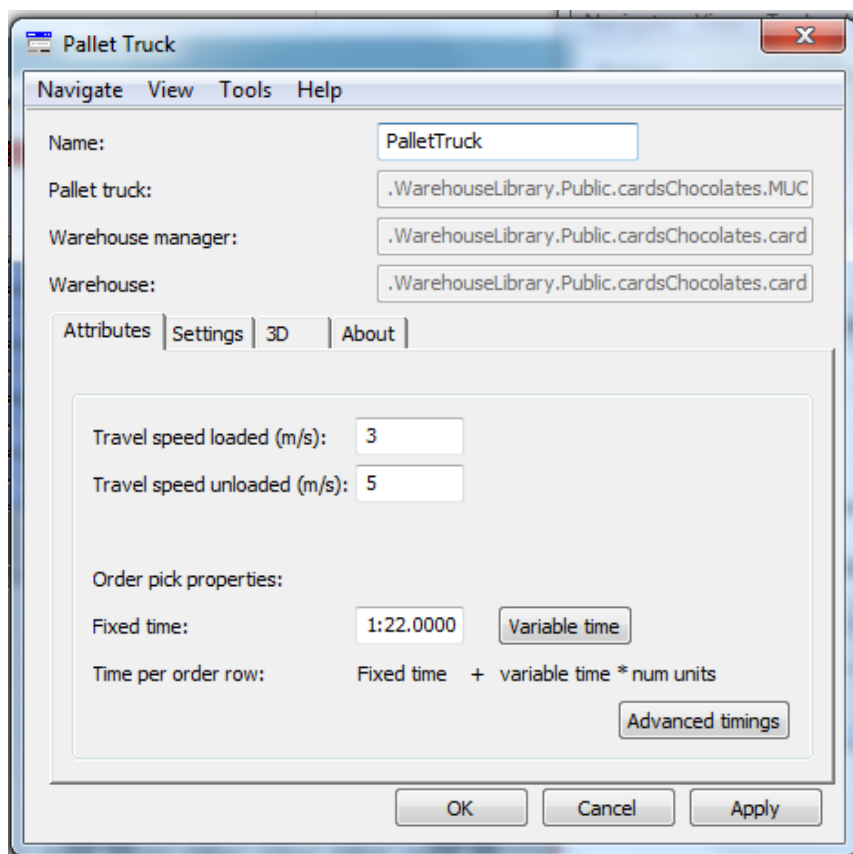 Pallet Truck
Navigate View Tools Help
Name: PalletTruck
Pallet truck: .WarehouseLibrary.Public.cardsChocolates.MUC
Warehouse manager: .WarehouseLibrary.Public.cardsChocolates.card
Warehouse: .WarehouseLibrary.Public.cardsChocolates.card
Attributes Settings 3D About
Travel speed loaded (m/s): 3
Travel speed unloaded (m/s): 5
Order pick properties:
Fixed time: 1:22.0000 Variable time
Time per order row: Fixed time + variable time * num units
Advanced timings
OK Cancel Apply